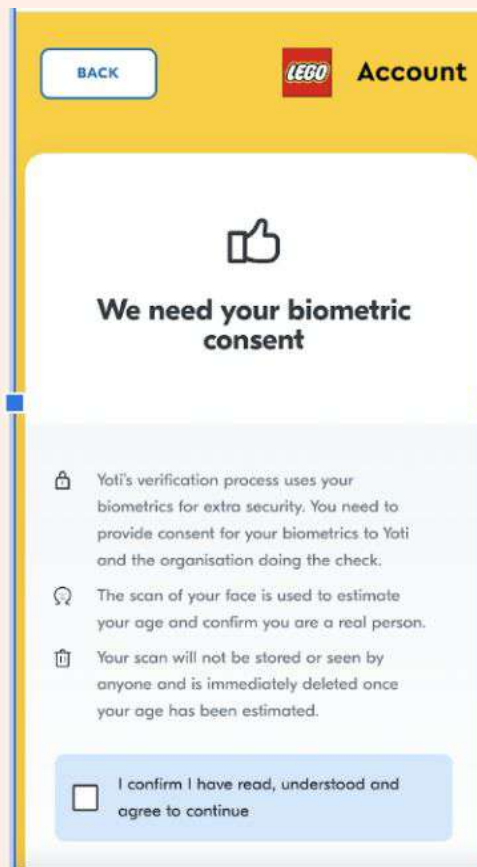 BACK
LEGO Account
We need your biometric
consent
Yoti's verification process uses your
biometrics for extra security. You need to
provide consent for your biometrics to Yoti
and the organisation doing the check.
The scan of your face is used to estimate
your age and confirm you are a real person.
Your scan will not be stored or seen by
anyone and is immediately deleted once
your age has been estimated.
I confirm I have read, understood and
agree to continue